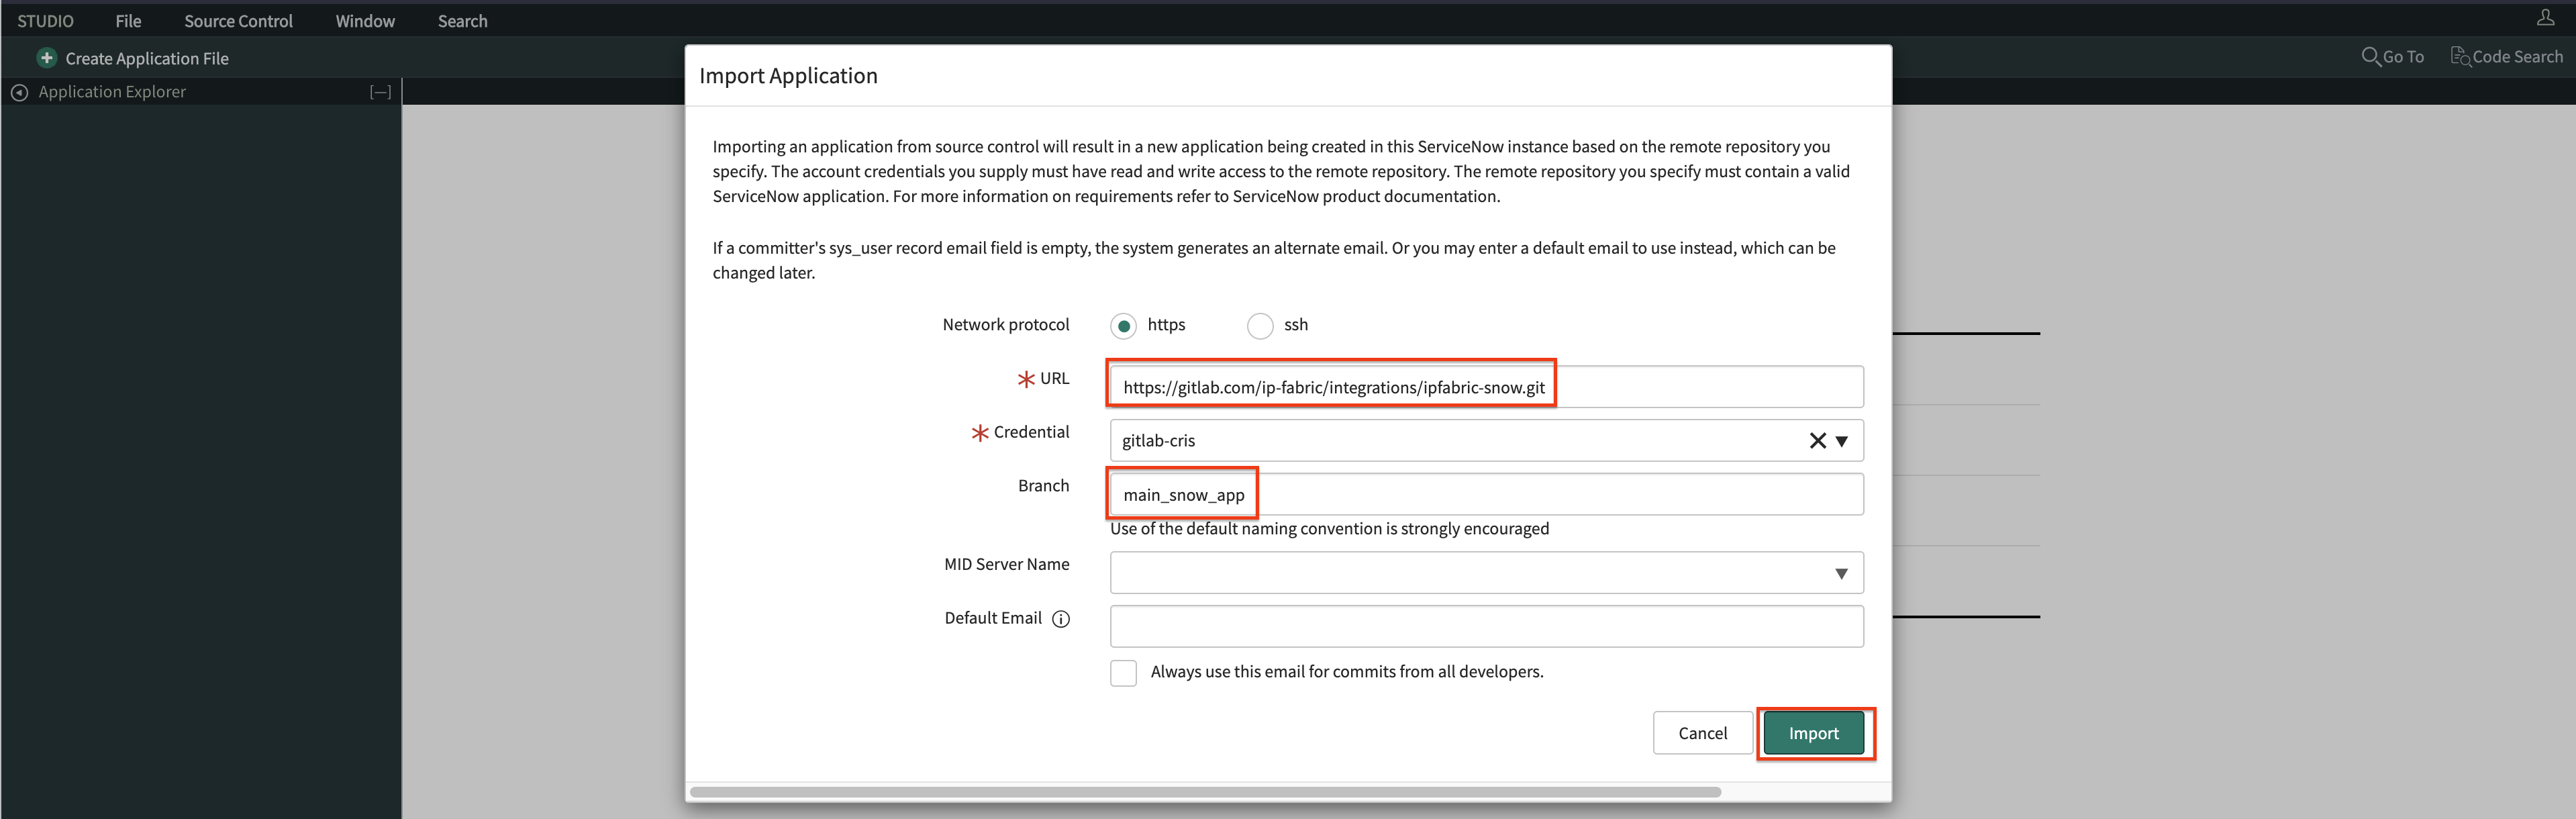 STUDIO File Source Control Window Search
Create Application File
Go To Code Search
Application Explorer [—]
Import Application
Importing an application from source control will result in a new application being created in this ServiceNow instance based on the remote repository you
specify. The account credentials you supply must have read and write access to the remote repository. The remote repository you specify must contain a valid
ServiceNow application. For more information on requirements refer to ServiceNow product documentation.
If a committer's sys_user record email field is empty, the system generates an alternate email. Or you may enter a default email to use instead, which can be
changed later.
Network protocol https ssh
URL https://gitlab.com/ip-fabric/integrations/ipfabric-snow.git
Credential gitlab-cris
Branch main_snow_app
Use of the default naming convention is strongly encouraged
MID Server Name
Default Email
Always use this email for commits from all developers.
Cancel Import